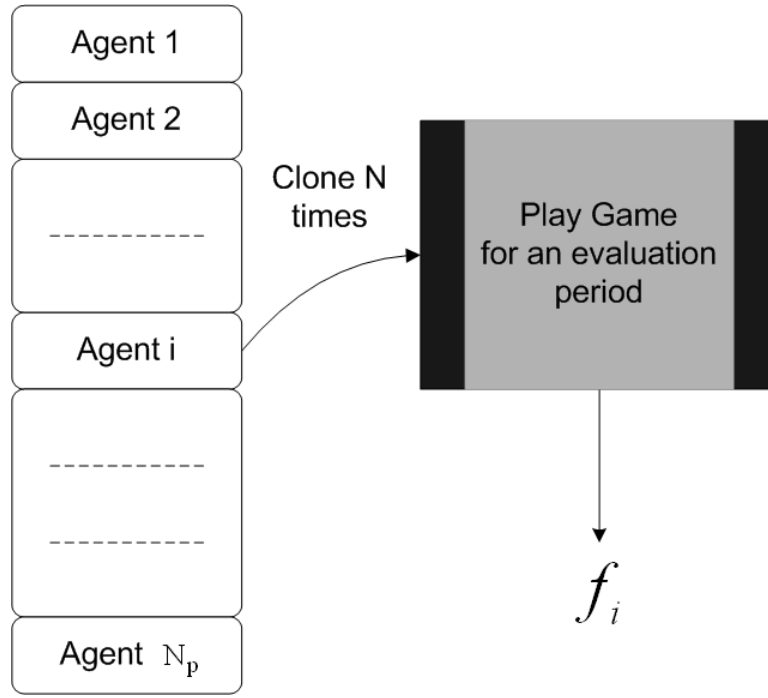 Agent 1
Agent 2
Agent i
Agent N_p
Clone N
times
Play Game
for an evaluation
period
f_i